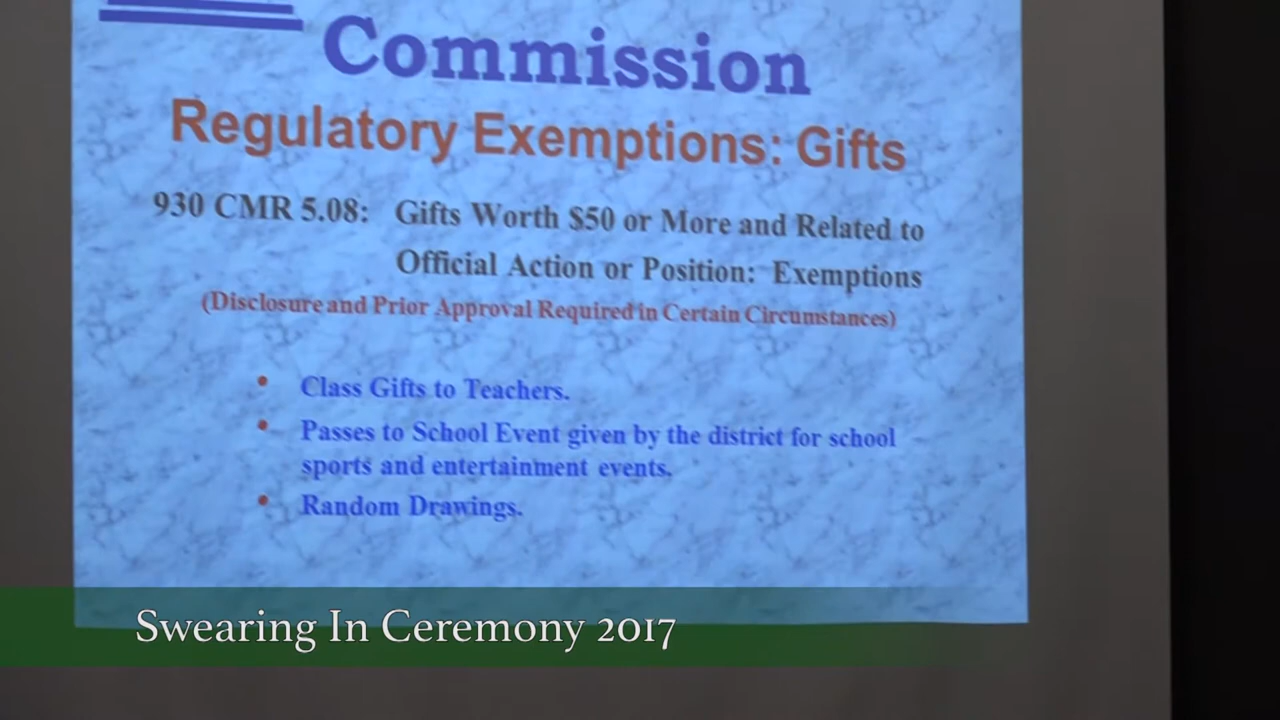 Commission
Regulatory Exemptions: Gifts
930 CMR 5.08: Gifts Worth $50 or More and Related to
Official Action or Position: Exemptions
(Disclosure and Prior Approval Required in Certain Circumstances)
• Class Gifts to Teachers.
• Passes to School Event given by the district for school
sports and entertainment events.
• Random Drawings.
Swearing In Ceremony 2017